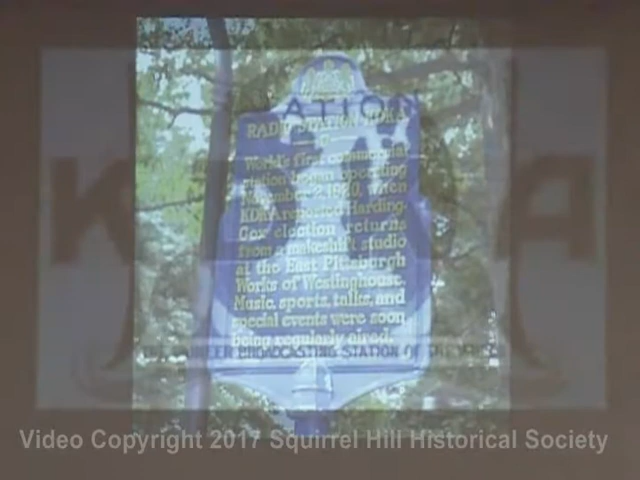 STATION
K A
RADIO STATION KDKA
World's first commercial
station began operating
November 2, 1920, when
KDKA reported Harding-
Cox election returns
from a makeshift studio
at the East Pittsburgh
Works of Westinghouse.
Music, sports, talks, and
special events were soon
being regularly aired.
PIONEER BROADCASTING STATION OF THE WORLD
Video Copyright 2017 Squirrel Hill Historical Society